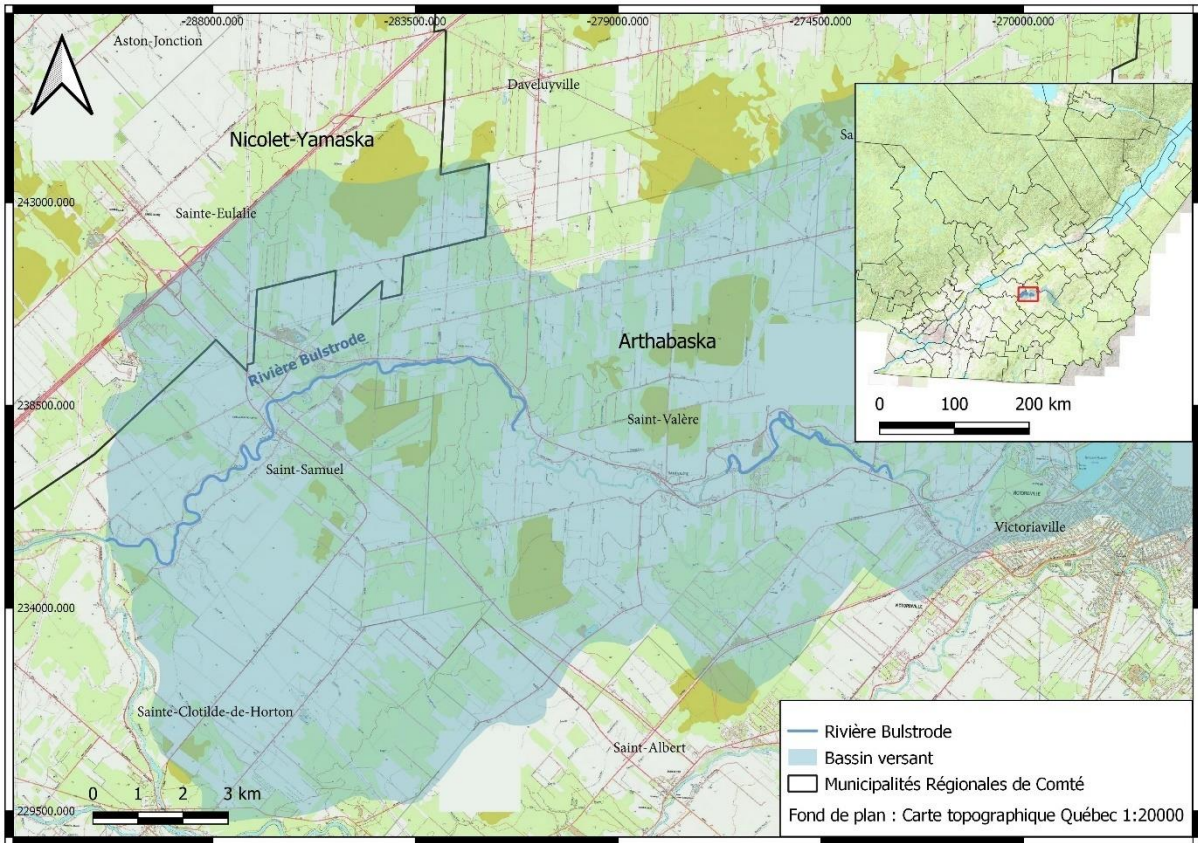 -288000.000
-283500.000
-279000.000
-274500.000
-270000.000
Aston-Jonction
Daveluyville
Nicolet-Yamaska
243000.000
Sainte-Eulalie
Arthabaska
Rivière Bulstrode
238500.000
Saint-Valère
0 100 200 km
Saint-Samuel
Victoriaville
234000.000
Sainte-Clotilde-de-Horton
Saint-Albert
0 1 2 3 km
229500.000
Rivière Bulstrode
Bassin versant
Municipalités Régionales de Comté
Fond de plan : Carte topographique Québec 1:20000